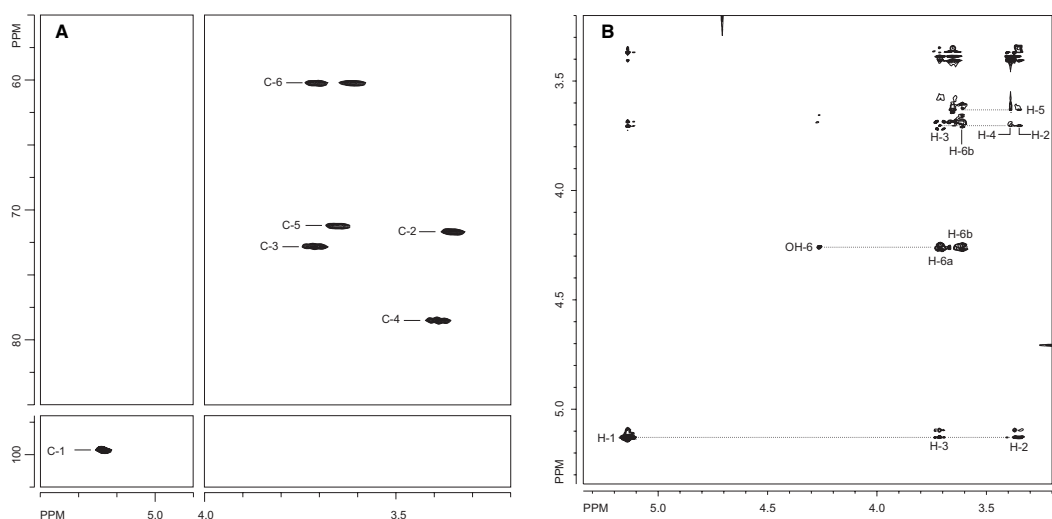 A
PPM
60
70
80
100
C-6
C-5
C-2
C-3
C-4
C-1
PPM 5.0 4.0 3.5
B
3.5
4.0
4.5
5.0
PPM
H-5
H-3 H-4 H-2
H-6b
H-6b
OH-6
H-6a
H-1
H-3 H-2
PPM 5.0 4.5 4.0 3.5